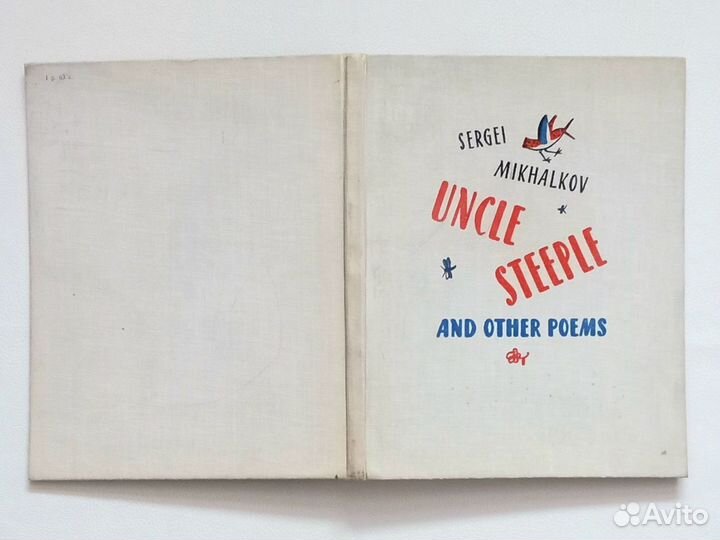 SERGEI
MIKHALKOV
UNCLE
STEEPLE
AND OTHER POEMS
Avito